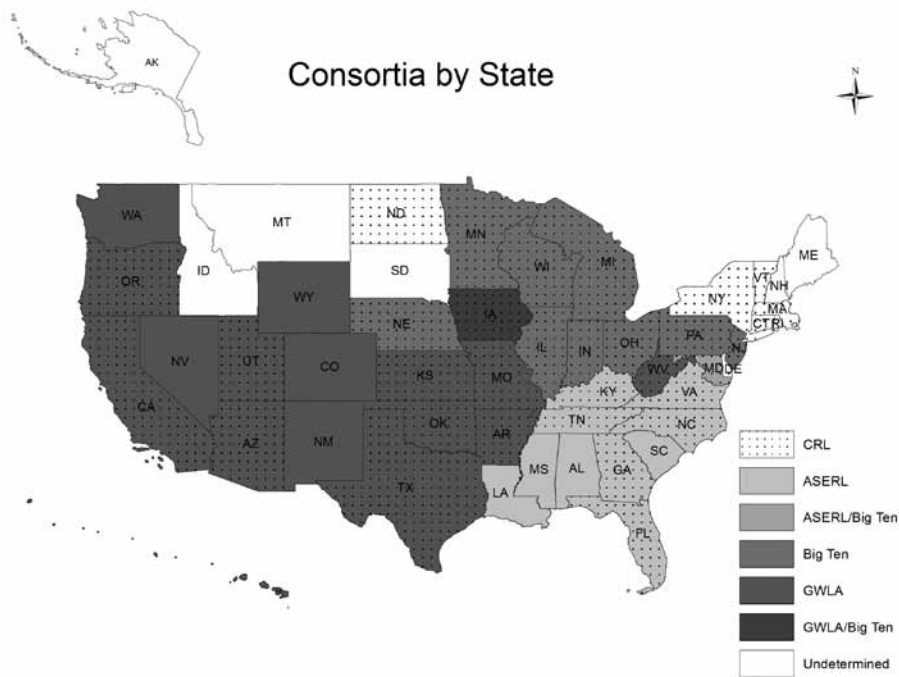 AK
Consortia by State
N
WA
MT
ND
MN
ME
OR
ID
SD
WI
MI
VT
NH
WY
NY
MA
CT
RI
NE
IA
PA
NV
UT
CO
IL
IN
OH
NJ
CA
KS
MO
WV
MD
DE
KY
VA
AZ
NM
OK
AR
TN
NC
TX
LA
MS
AL
GA
SC
PL
CRL
ASERL
ASERL/Big Ten
Big Ten
GWLA
GWLA/Big Ten
Undetermined